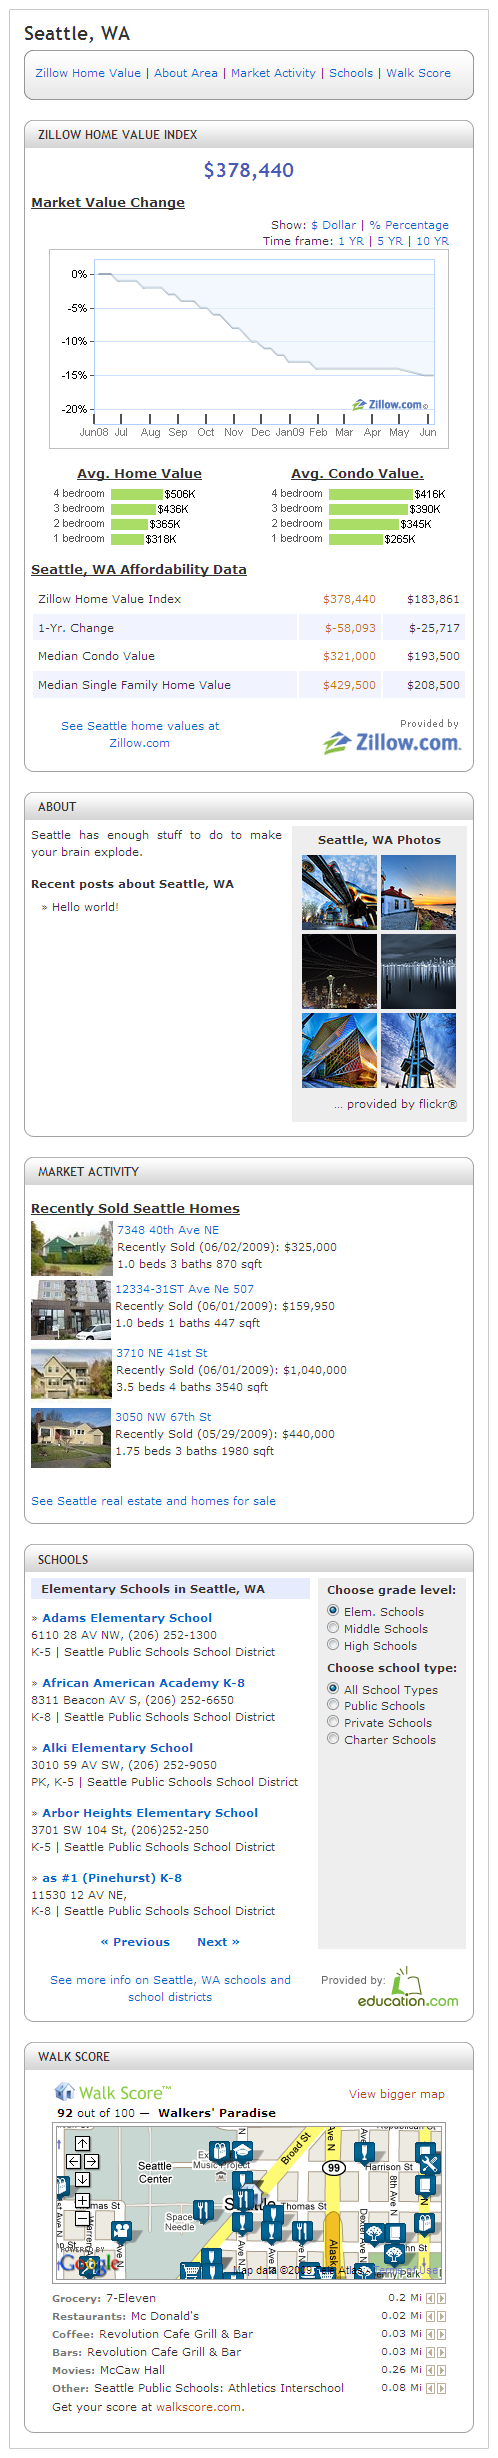 Seattle, WA
Zillow Home Value | About Area | Market Activity | Schools | Walk Score
ZILLOW HOME VALUE INDEX
$378,440
Market Value Change
Show: $ Dollar | % Percentage
Time frame: 1 YR | 5 YR | 10 YR
0%
-5%
-10%
-15%
-20%
Zillow.com©
Jun08 Jul Aug Sep Oct Nov Dec Jan09 Feb Mar Apr May Jun
Avg. Home Value
4 bedroom $506K
3 bedroom $436K
2 bedroom $365K
1 bedroom $318K
Avg. Condo Value.
4 bedroom $416K
3 bedroom $390K
2 bedroom $345K
1 bedroom $265K
Seattle, WA Affordability Data
Zillow Home Value Index $378,440 $183,861
1-Yr. Change $-58,093 $-25,717
Median Condo Value $321,000 $193,500
Median Single Family Home Value $429,500 $208,500
See Seattle home values at
Zillow.com
Provided by
Zillow.com
ABOUT
Seattle has enough stuff to do to make
your brain explode.
Recent posts about Seattle, WA
» Hello world!
Seattle, WA Photos
... provided by flickr®
MARKET ACTIVITY
Recently Sold Seattle Homes
7348 40th Ave NE
Recently Sold (06/02/2009): $325,000
1.0 beds 3 baths 870 sqft
12334-31ST Ave Ne 507
Recently Sold (06/01/2009): $159,950
1.0 beds 1 baths 447 sqft
3710 NE 41st St
Recently Sold (06/01/2009): $1,040,000
3.5 beds 4 baths 3540 sqft
3050 NW 67th St
Recently Sold (05/29/2009): $440,000
1.75 beds 3 baths 1980 sqft
See Seattle real estate and homes for sale
SCHOOLS
Elementary Schools in Seattle, WA
» Adams Elementary School
6110 28 AV NW, (206) 252-1300
K-5 | Seattle Public Schools School District
» African American Academy K-8
8311 Beacon AV S, (206) 252-6650
K-8 | Seattle Public Schools School District
» Alki Elementary School
3010 59 AV SW, (206) 252-9050
PK, K-5 | Seattle Public Schools School District
» Arbor Heights Elementary School
3701 SW 104 St, (206)252-250
K-5 | Seattle Public Schools School District
» as #1 (Pinehurst) K-8
11530 12 AV NE,
K-8 | Seattle Public Schools School District
« Previous Next »
Choose grade level:
Elem. Schools
Middle Schools
High Schools
Choose school type:
All School Types
Public Schools
Private Schools
Charter Schools
See more info on Seattle, WA schools and
school districts
Provided by:
education.com
WALK SCORE
Walk Score™
View bigger map
92 out of 100 — Walkers' Paradise
Broad St
99
Harrison St
Seattle
Center
Music Project
Seattle
Thomas St
Space
Needle
8th Ave N
Dexter Ave N
Warren Ave N
POWERED BY
Google
Map data ©2009 Tele Atlas
Terms of Use
Grocery: 7-Eleven 0.2 Mi
Restaurants: Mc Donald's 0.02 Mi
Coffee: Revolution Cafe Grill & Bar 0.03 Mi
Bars: Revolution Cafe Grill & Bar 0.03 Mi
Movies: McCaw Hall 0.26 Mi
Other: Seattle Public Schools: Athletics Interschool 0.08 Mi
Get your score at walkscore.com.